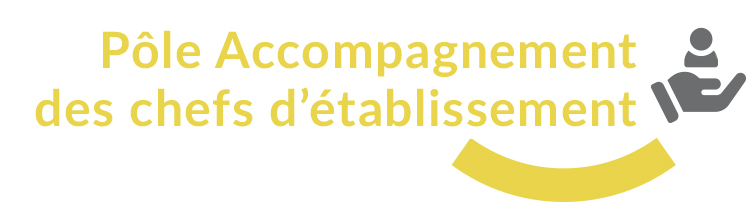 Pôle Accompagnement
des chefs d’établissement